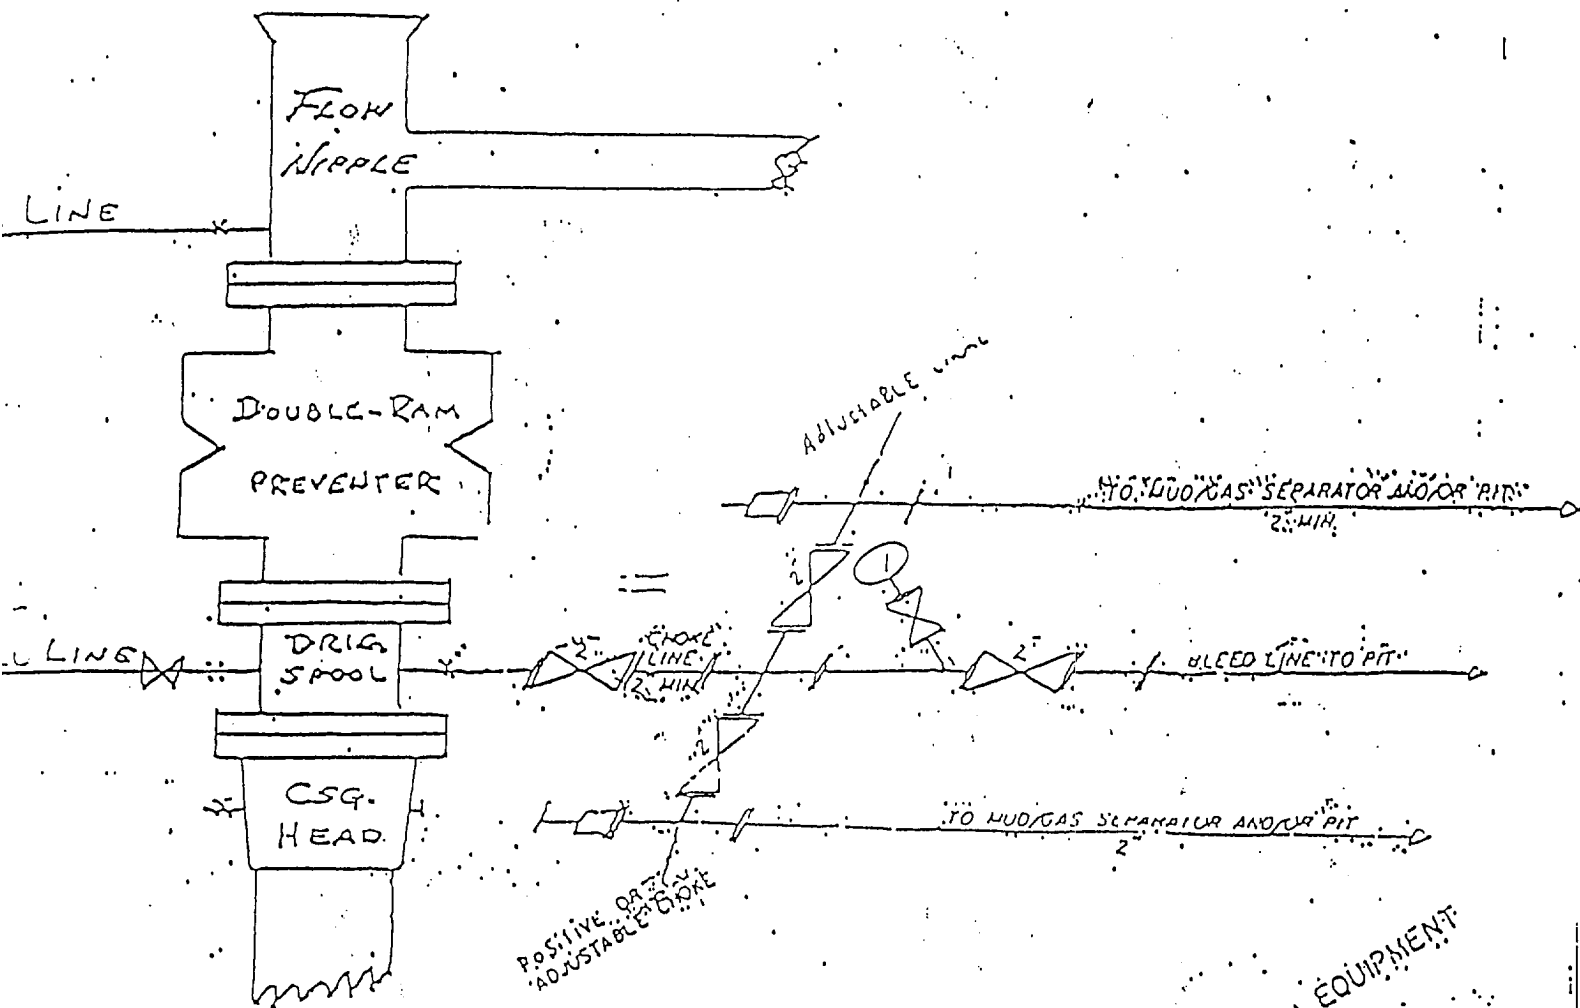 FLOW
NIPPLE
LINE
DOUBLE-RAM
PREVENTER
ADJUSTABLE
TO MUD/GAS SEPARATOR AND/OR PIT
2" MIN.
2"
1
LINE
DRLG.
SPOOL
2"
CHOKE
LINE
2" MIN
2"
BLEED LINE TO PIT
2"
CSG.
HEAD
TO MUD/GAS SEPARATOR AND/OR PIT
2"
POSITIVE OR
ADJUSTABLE CHOKE
EQUIPMENT